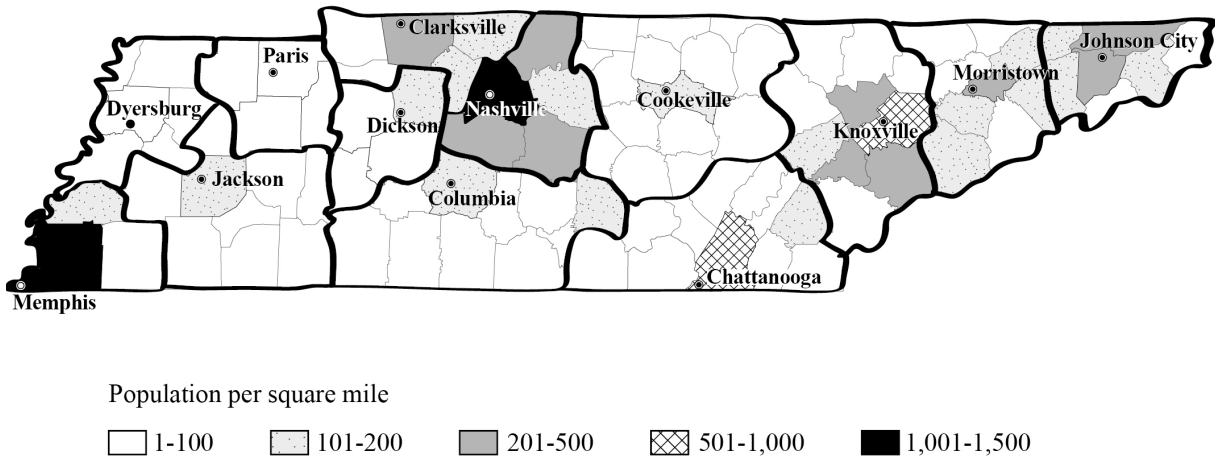 Clarksville
Johnson City
Paris
Morristown
Dyersburg
Nashville
Cookeville
Dickson
Knoxville
Jackson
Columbia
Chattanooga
Memphis
Population per square mile
1-100 101-200 201-500 501-1,000 1,001-1,500